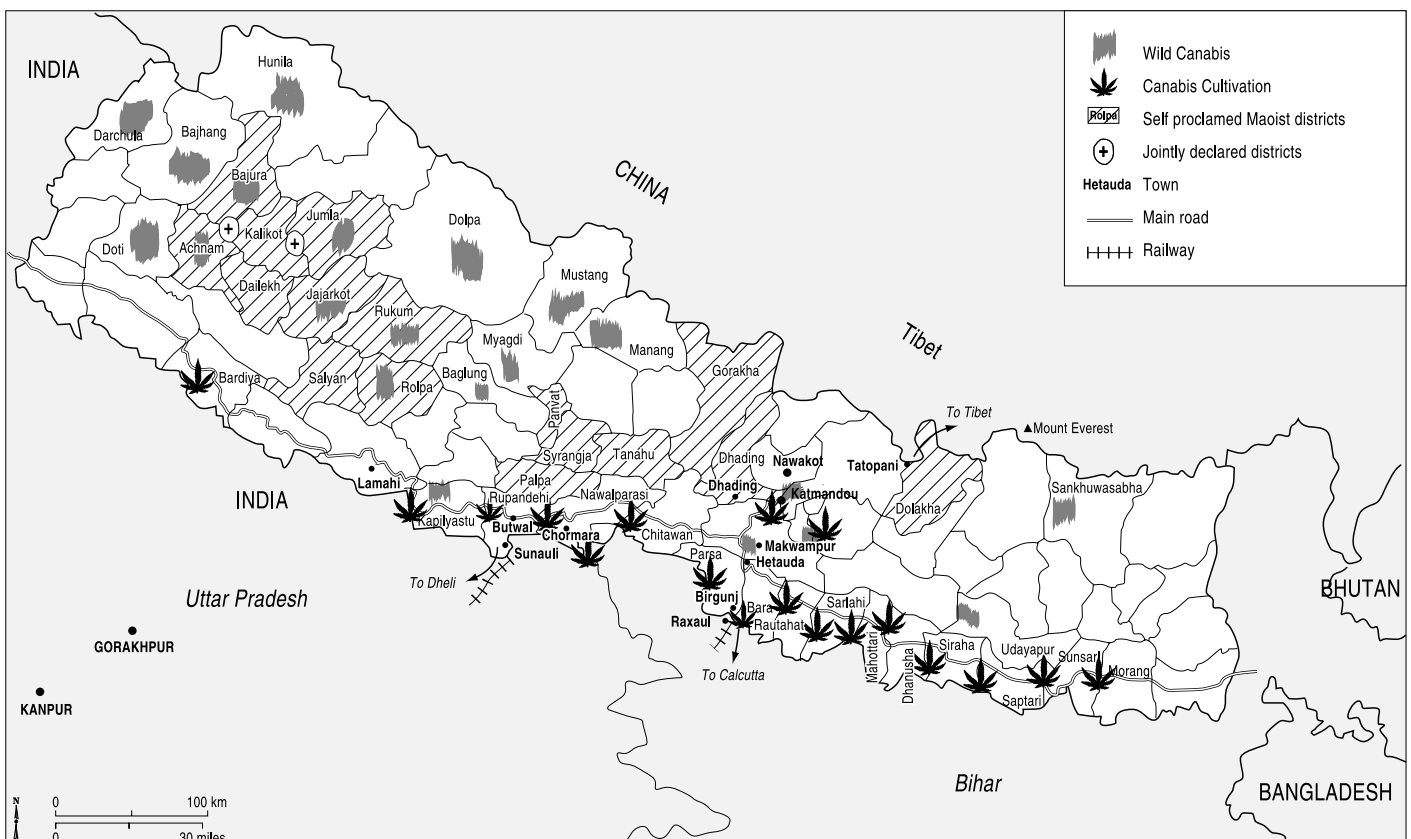 INDIA
Hunila
Darchula
Bajhang
Bajura
CHINA
Jumla
Dolpa
Doti
Achnam
Kalikot
Dailekh
Jajarkot
Mustang
Rukum
Myagdi
Manang
Tibet
Bardiya
Salyan
Rolpa
Baglung
Gorakha
Parvat
To Tibet
Mount Everest
Syrangja
Tanahu
Dhading
Nawakot
Tatopani
Lamahi
Palpa
Dhading
Katmandou
Dolakha
Sankhuwasabha
INDIA
Kapilyastu
Rupandehi
Nawalparasi
Butwal
Chormara
Chitawan
Sunauli
Parsa
Makwampur
Hetauda
To Dheli
Uttar Pradesh
Birgunj
Bara
Sarlahi
BHUTAN
Raxaul
Rautahat
GORAKHPUR
To Calcutta
Mahottari
Dhanusha
Siraha
Udayapur
Sunsari
Morang
Saptari
KANPUR
Bihar
BANGLADESH
N
0
100 km
0
30 miles
Wild Canabis
Canabis Cultivation
Rolpa
Self proclamed Maoist districts
Jointly declared districts
Hetauda
Town
Main road
Railway